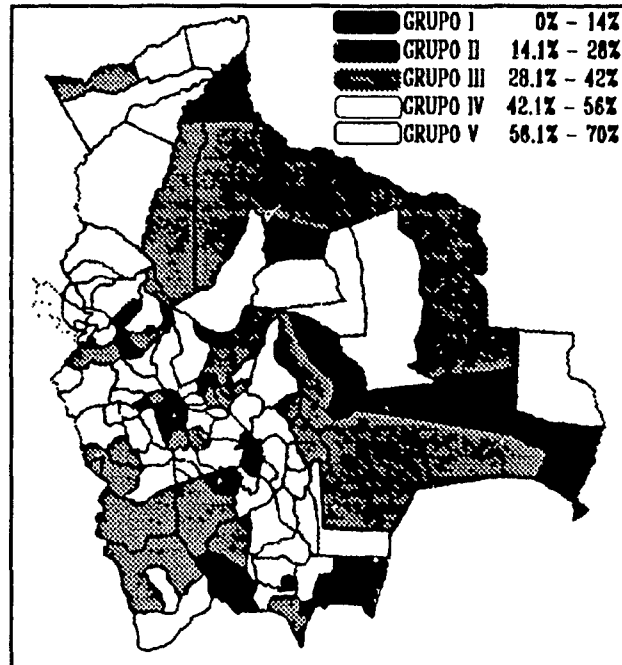 GRUPO I 0% - 14%
GRUPO II 14.1% - 28%
GRUPO III 28.1% - 42%
GRUPO IV 42.1% - 56%
GRUPO V 56.1% - 70%